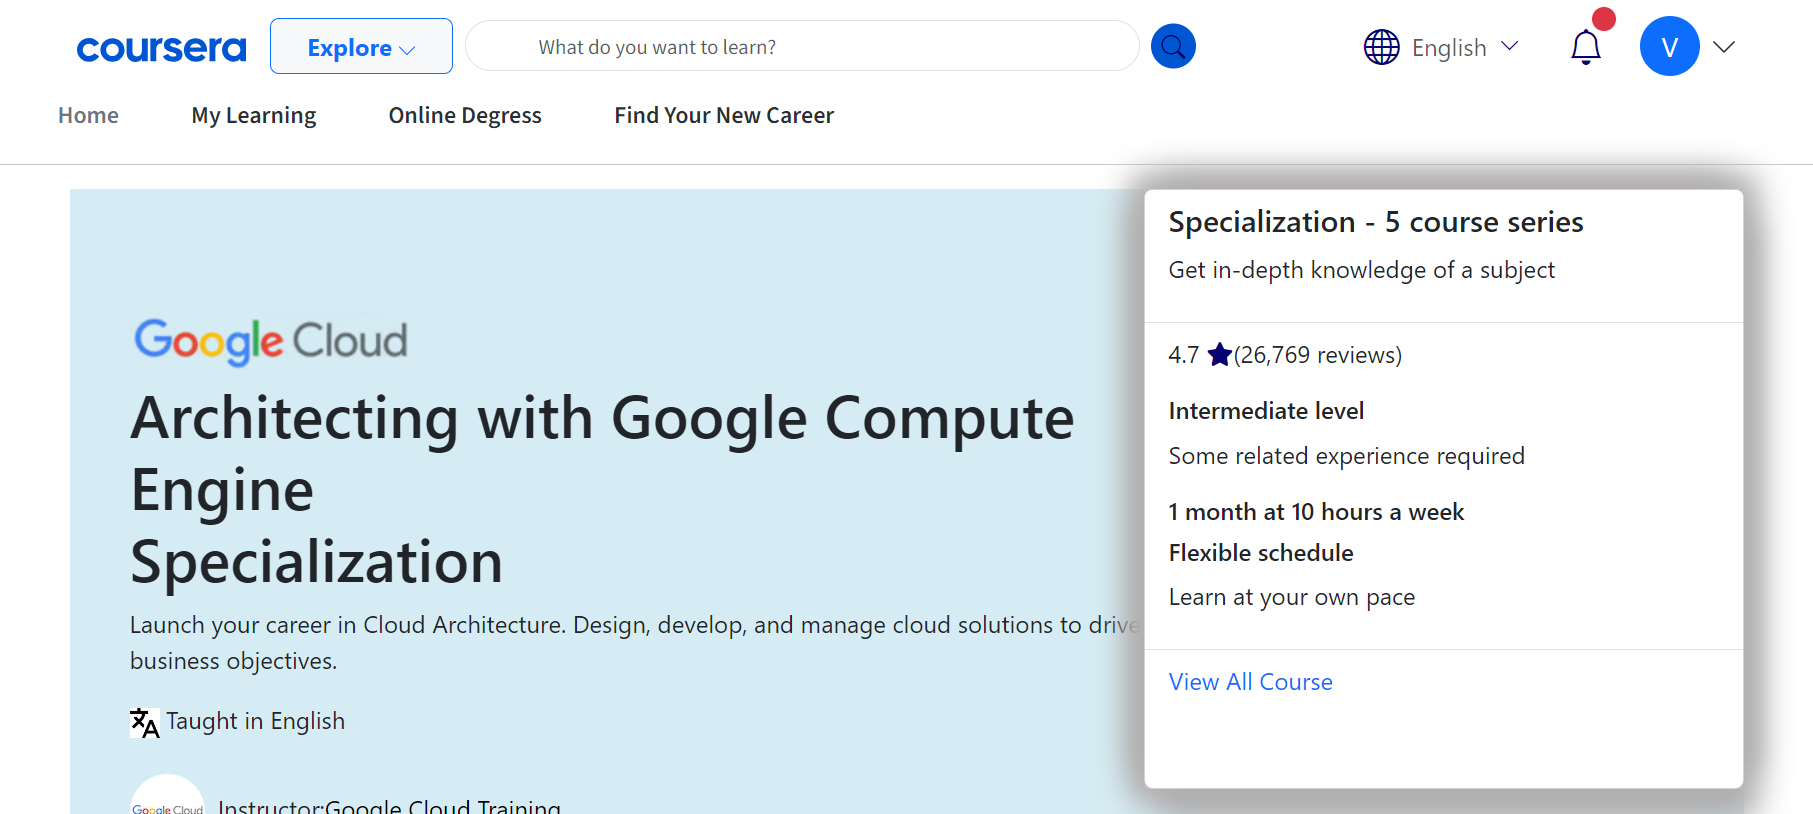 coursera
Explore
What do you want to learn?
English
V
Home
My Learning
Online Degress
Find Your New Career
Google Cloud
Architecting with Google Compute
Engine
Specialization
Launch your career in Cloud Architecture. Design, develop, and manage cloud solutions to drive
business objectives.
Taught in English
Google Cloud
Instructor:Google Cloud Training
Specialization - 5 course series
Get in-depth knowledge of a subject
4.7 ★(26,769 reviews)
Intermediate level
Some related experience required
1 month at 10 hours a week
Flexible schedule
Learn at your own pace
View All Course